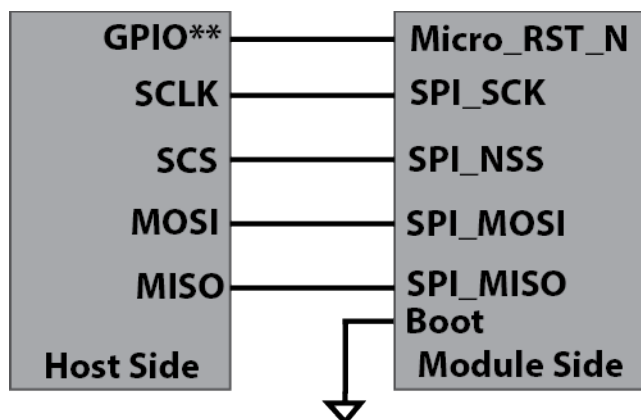 GPIO** Micro_RST_N
SCLK SPI_SCK
SCS SPI_NSS
MOSI SPI_MOSI
MISO SPI_MISO
Boot
Host Side Module Side